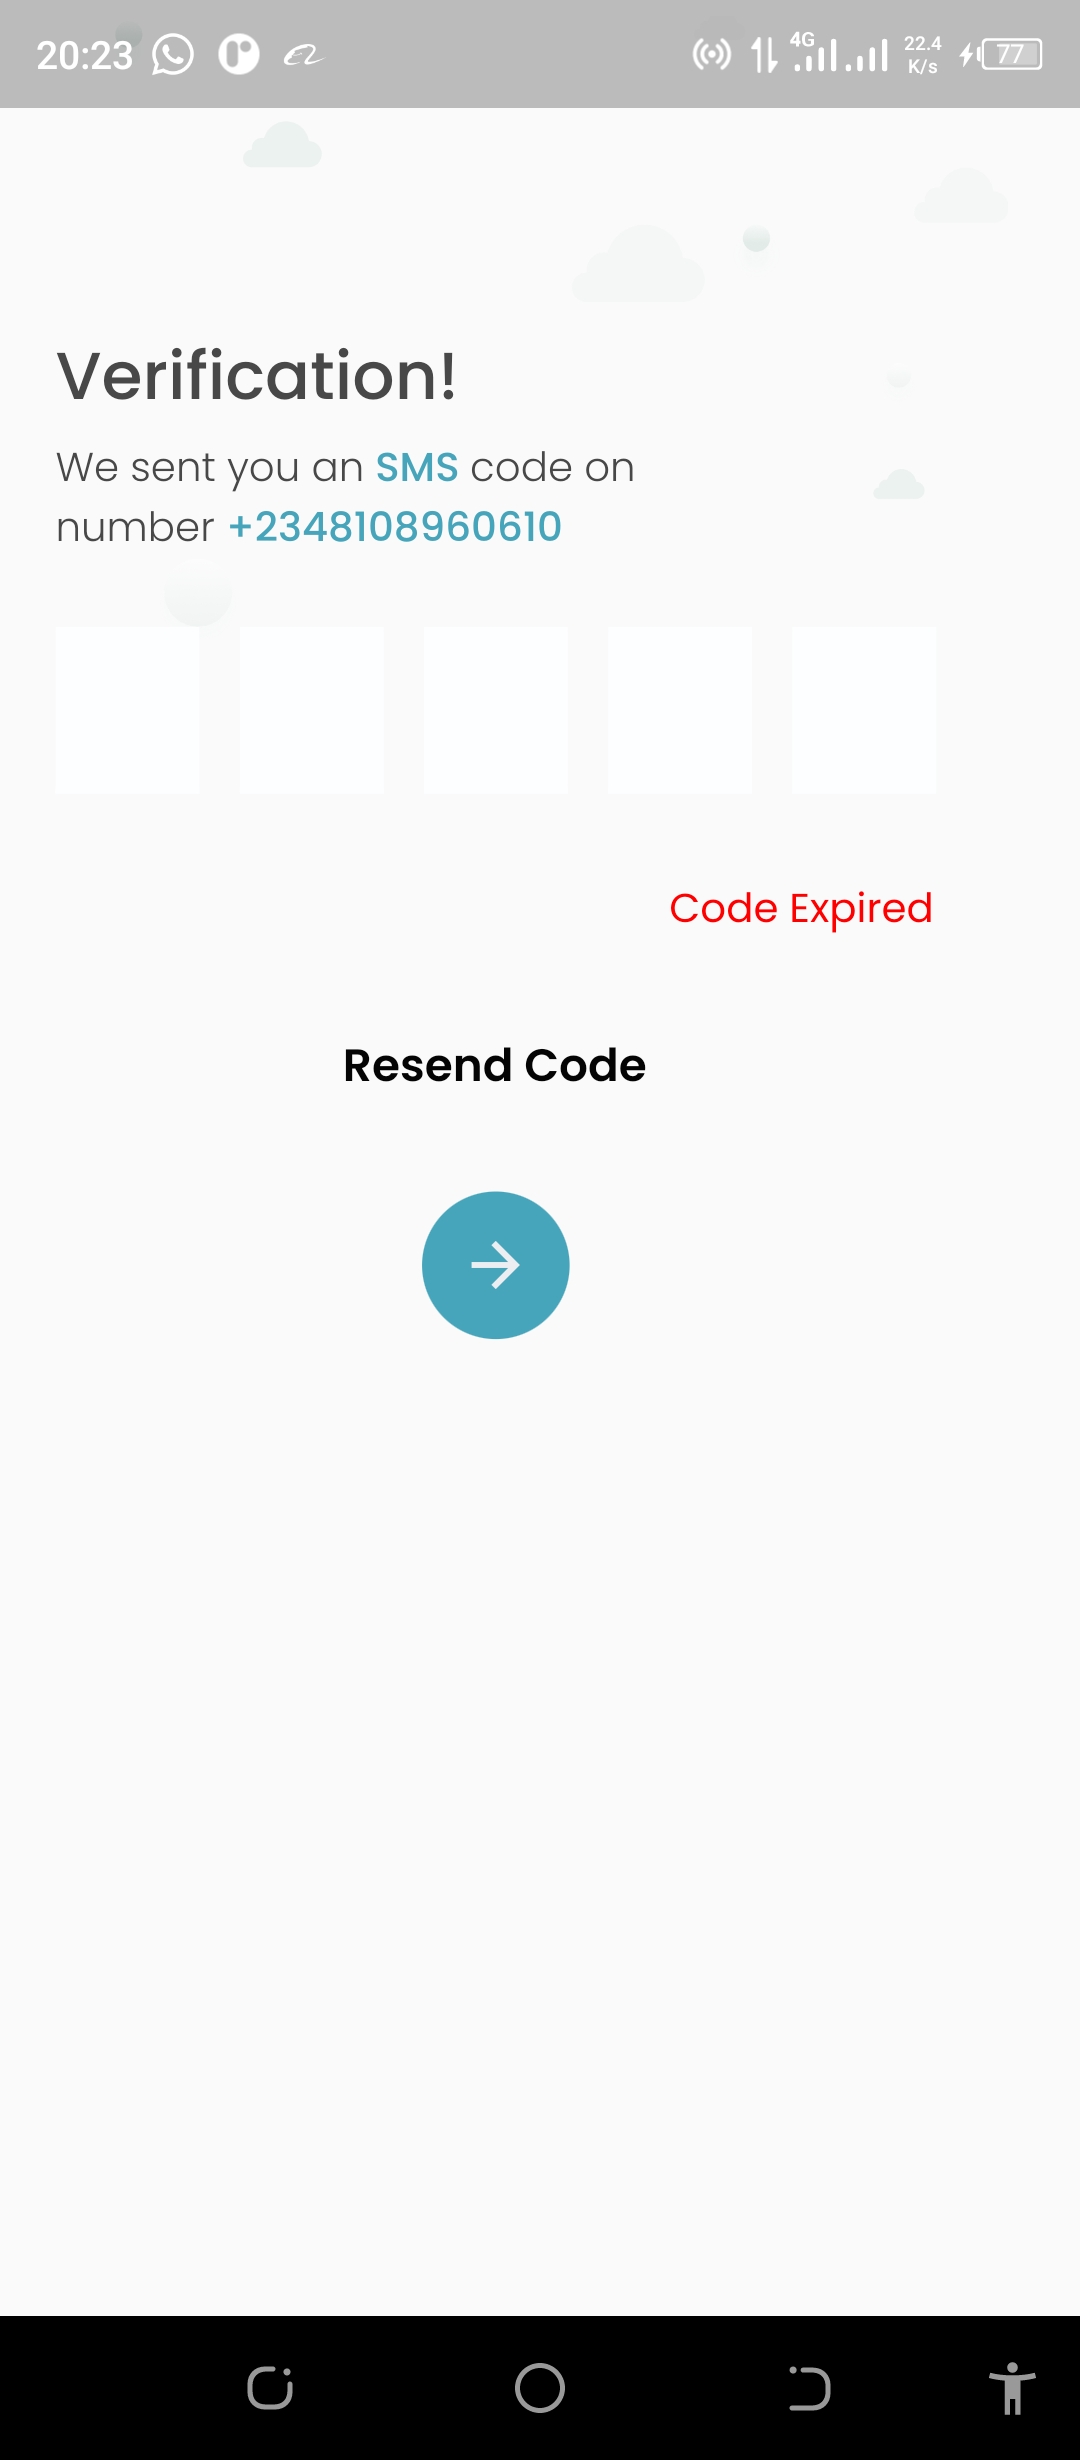 20:23
4G
22.4
K/s
77
Verification!
We sent you an SMS code on
number +2348108960610
Code Expired
Resend Code